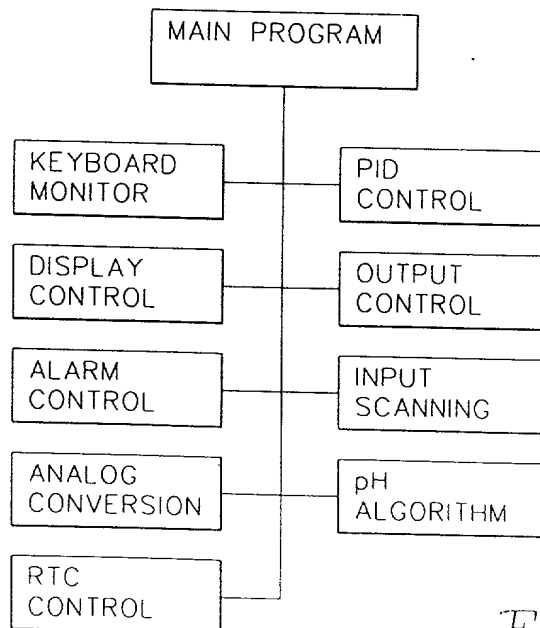 MAIN PROGRAM
KEYBOARD
MONITOR
PID
CONTROL
DISPLAY
CONTROL
OUTPUT
CONTROL
ALARM
CONTROL
INPUT
SCANNING
ANALOG
CONVERSION
pH
ALGORITHM
RTC
CONTROL